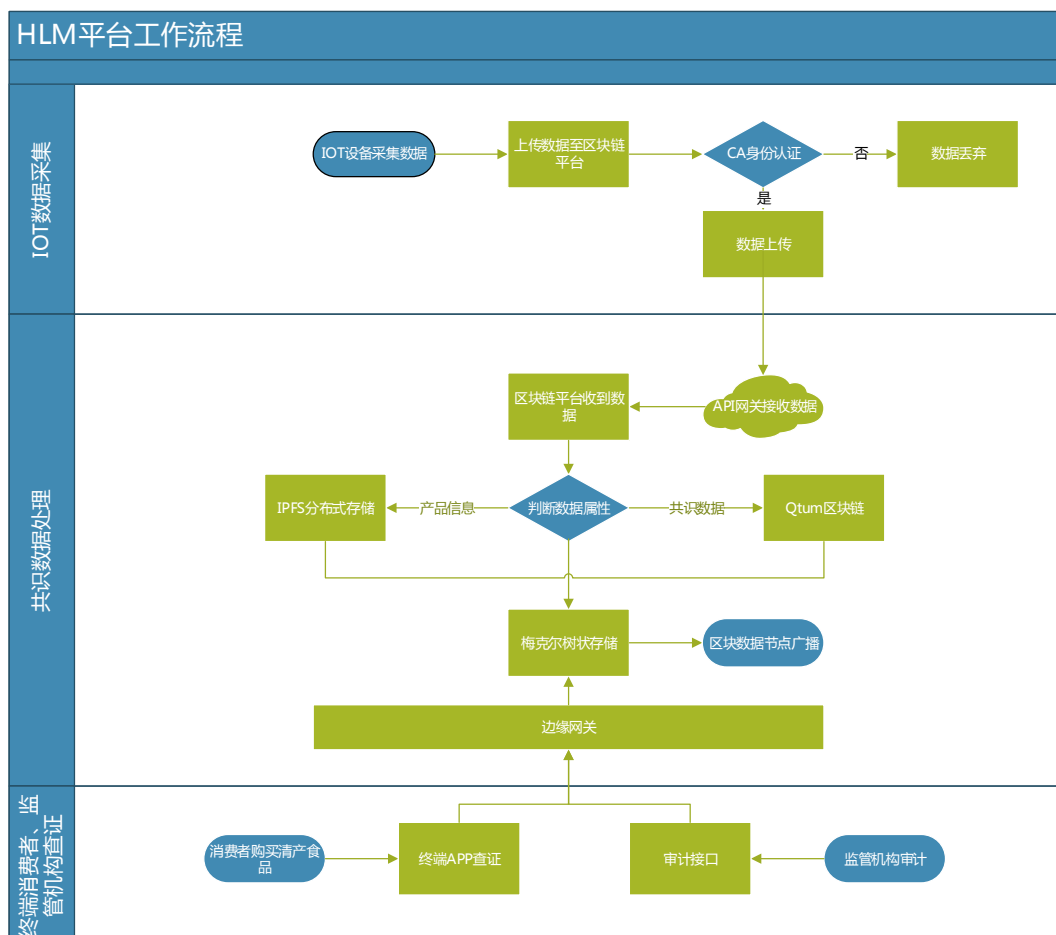 HLM平台工作流程
IOT数据采集
IOT设备采集数据
上传数据至区块链
平台
CA身份认证
否
数据丢弃
是
数据上传
共识数据处理
区块链平台收到数
据
API网关接收数据
IPFS分布式存储
产品信息
判断数据属性
共识数据
Qtum区块链
梅克尔树状存储
区块数据节点广播
边缘网关
终端消费者、监
管机构查证
消费者购买清产食
品
终端APP查证
审计接口
监管机构审计